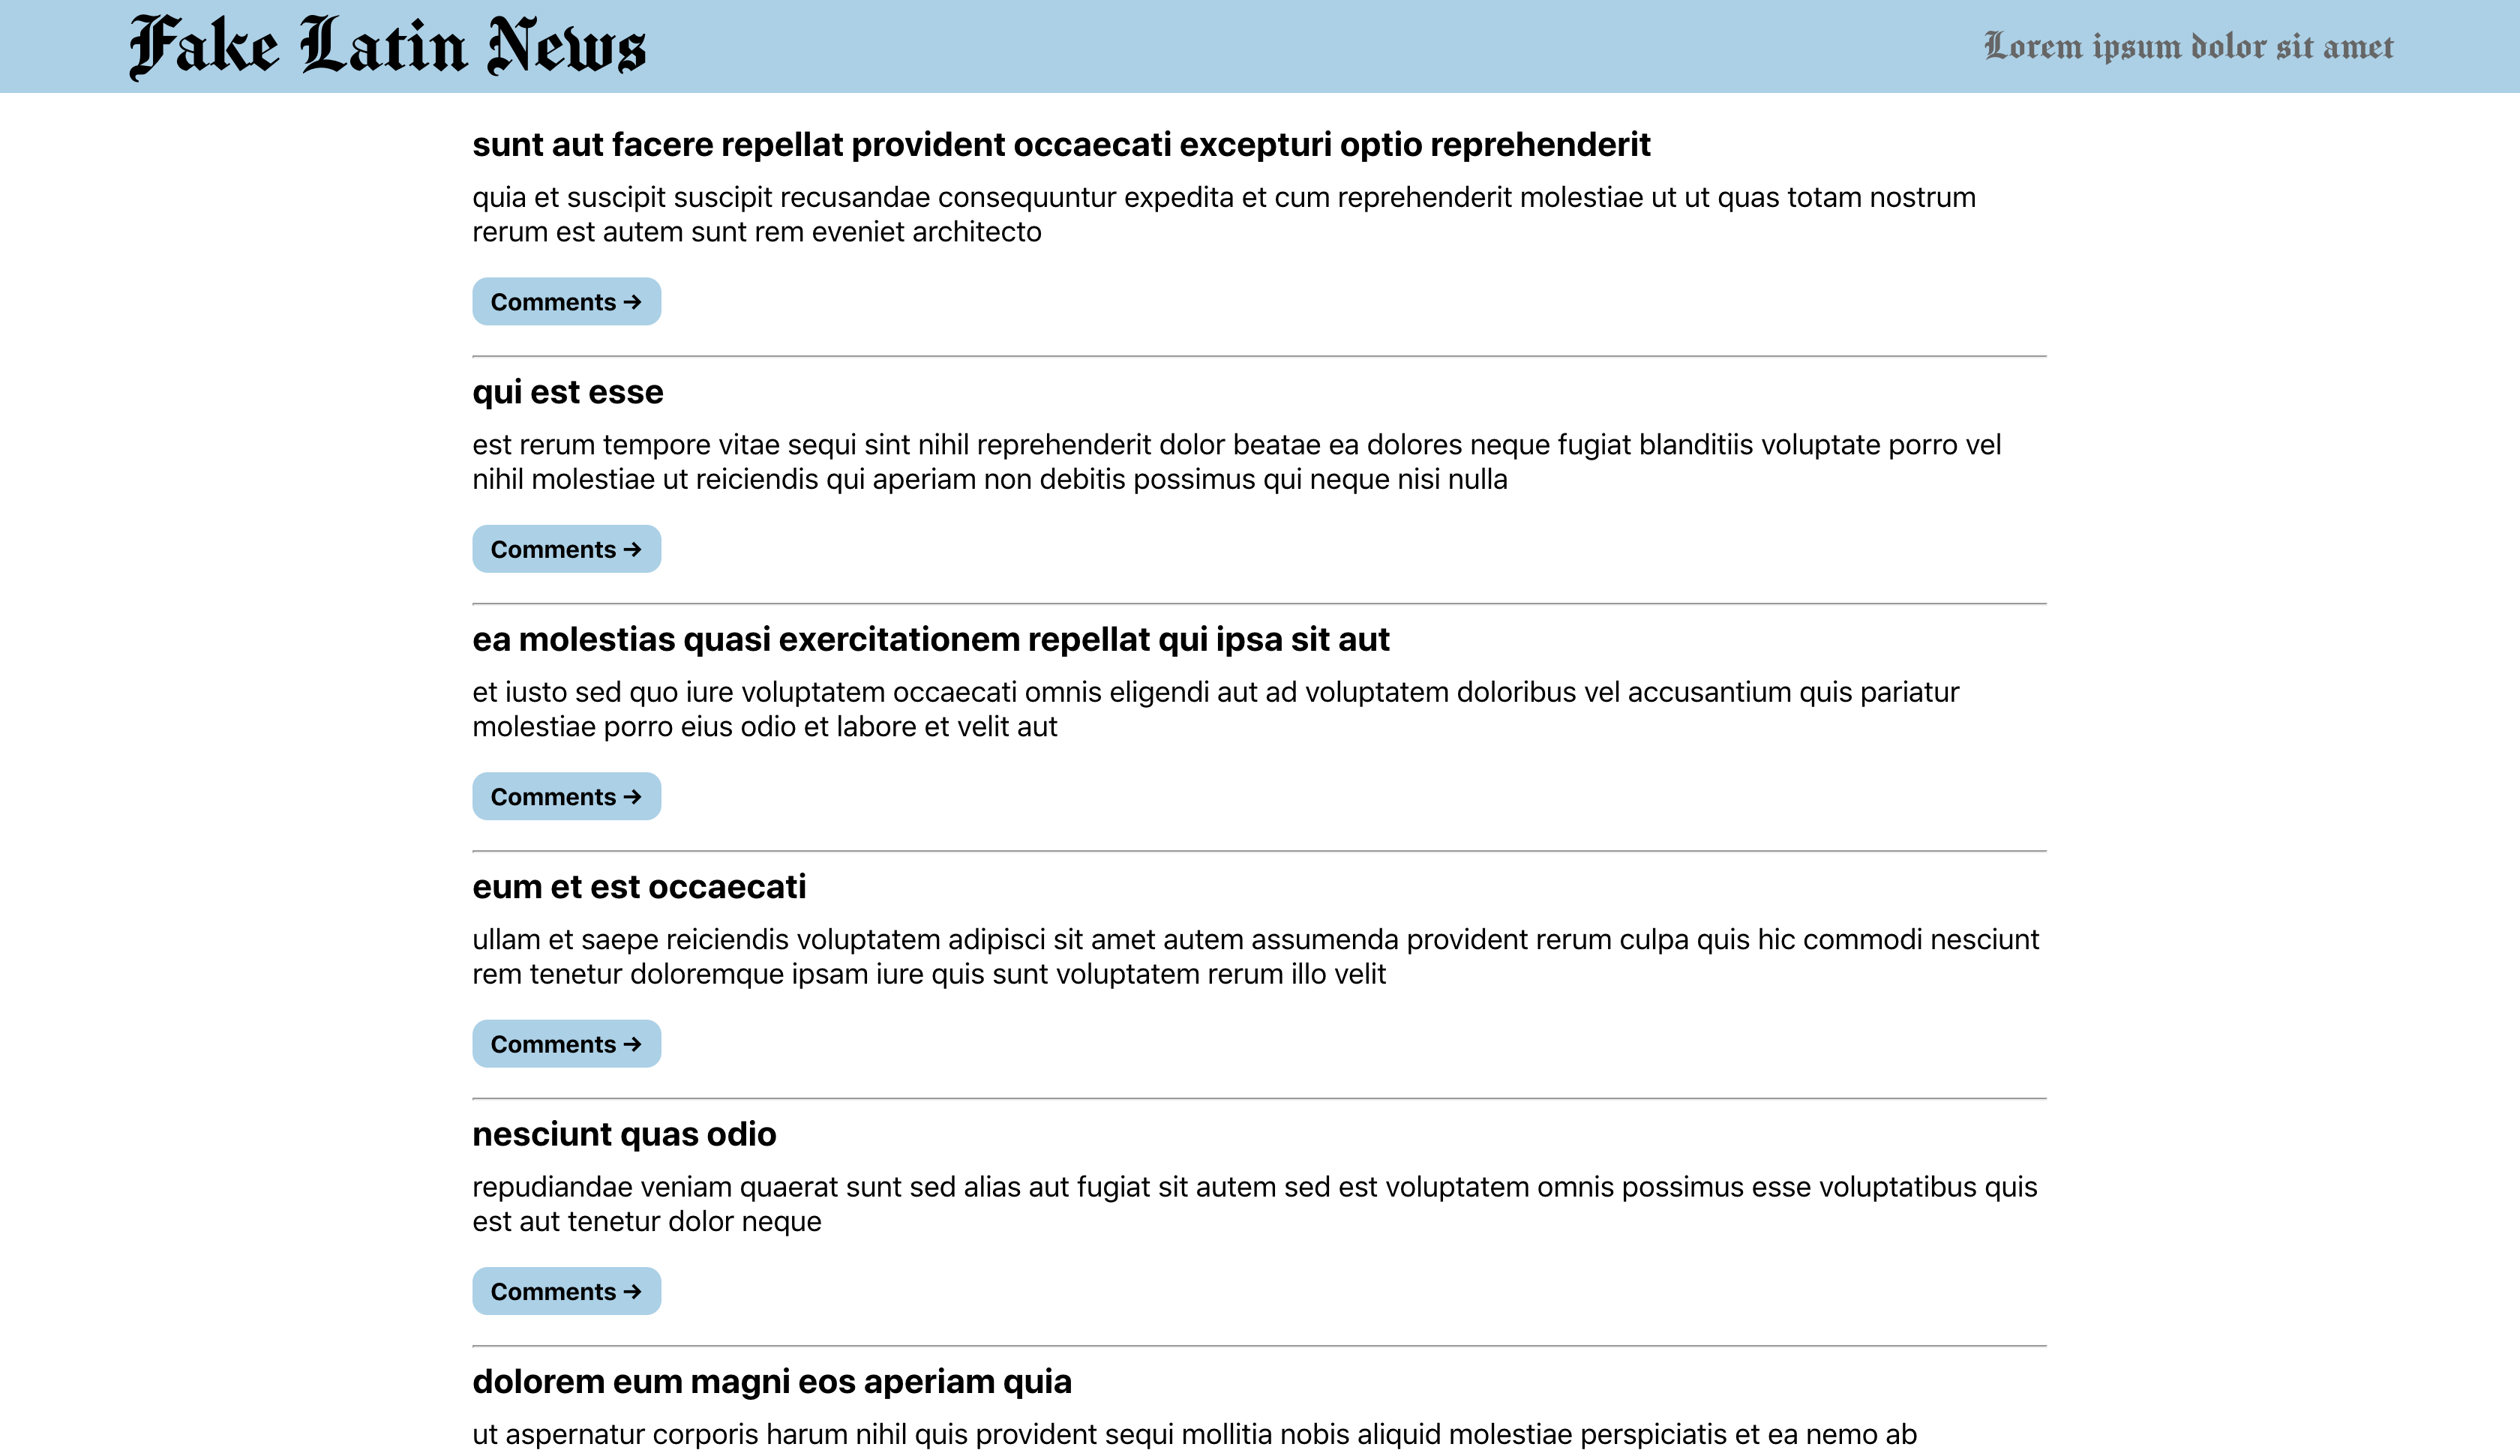 Fake Latin News
Lorem ipsum dolor sit amet
sunt aut facere repellat provident occaecati excepturi optio reprehenderit
quia et suscipit suscipit recusandae consequuntur expedita et cum reprehenderit molestiae ut ut quas totam nostrum
rerum est autem sunt rem eveniet architecto
Comments →
qui est esse
est rerum tempore vitae sequi sint nihil reprehenderit dolor beatae ea dolores neque fugiat blanditiis voluptate porro vel
nihil molestiae ut reiciendis qui aperiam non debitis possimus qui neque nisi nulla
Comments →
ea molestias quasi exercitationem repellat qui ipsa sit aut
et iusto sed quo iure voluptatem occaecati omnis eligendi aut ad voluptatem doloribus vel accusantium quis pariatur
molestiae porro eius odio et labore et velit aut
Comments →
eum et est occaecati
ullam et saepe reiciendis voluptatem adipisci sit amet autem assumenda provident rerum culpa quis hic commodi nesciunt
rem tenetur doloremque ipsam iure quis sunt voluptatem rerum illo velit
Comments →
nesciunt quas odio
repudiandae veniam quaerat sunt sed alias aut fugiat sit autem sed est voluptatem omnis possimus esse voluptatibus quis
est aut tenetur dolor neque
Comments →
dolorem eum magni eos aperiam quia
ut aspernatur corporis harum nihil quis provident sequi mollitia nobis aliquid molestiae perspiciatis et ea nemo ab